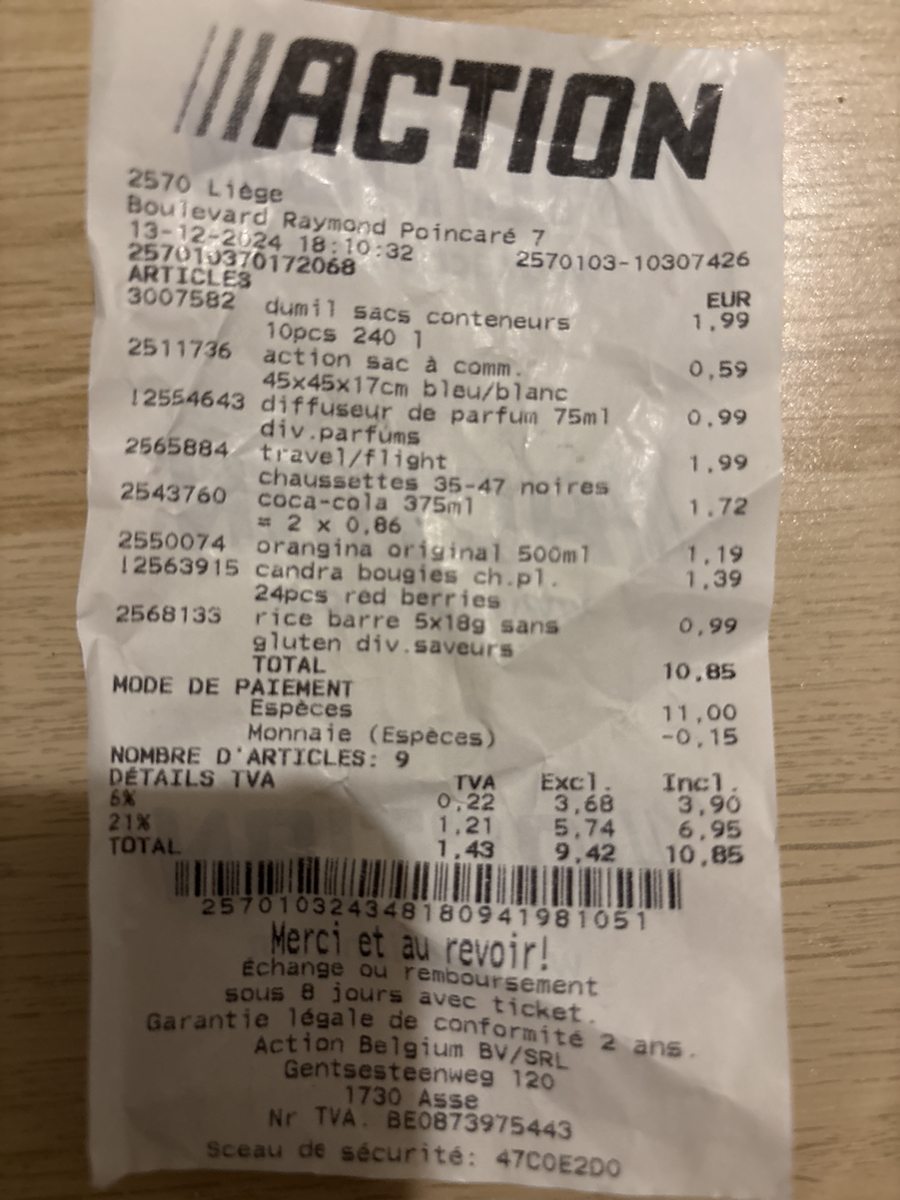 ACTION
2570 Liège
Boulevard Raymond Poincaré 7
13-12-2024 18:10:32 2570103-10307426
257010370172068
ARTICLES EUR
3007582 dumil sacs conteneurs 1,99
10pcs 240 l
2511736 action sac à comm. 0,59
45x45x17cm bleu/blanc
!2554643 diffuseur de parfum 75ml 0,99
div.parfums
2565884 travel/flight 1,99
chaussettes 35-47 noires
2543760 coca-cola 375ml 1,72
= 2 x 0,86
2550074 orangina original 500ml 1,19
!2563915 candra bougies ch.pl. 1,39
24pcs red berries
2568133 rice barre 5x18g sans 0,99
gluten div.saveurs
TOTAL 10,85
MODE DE PAIEMENT
Espèces 11,00
Monnaie (Espèces) -0,15
NOMBRE D'ARTICLES: 9
DÉTAILS TVA TVA Excl. Incl.
6% 0,22 3,68 3,90
21% 1,21 5,74 6,95
TOTAL 1,43 9,42 10,85
257010324348180941981051
Merci et au revoir!
Échange ou remboursement
sous 8 jours avec ticket.
Garantie légale de conformité 2 ans.
Action Belgium BV/SRL
Gentsesteenweg 120
1730 Asse
Nr TVA. BE0873975443
Sceau de sécurité: 47C0E2D0